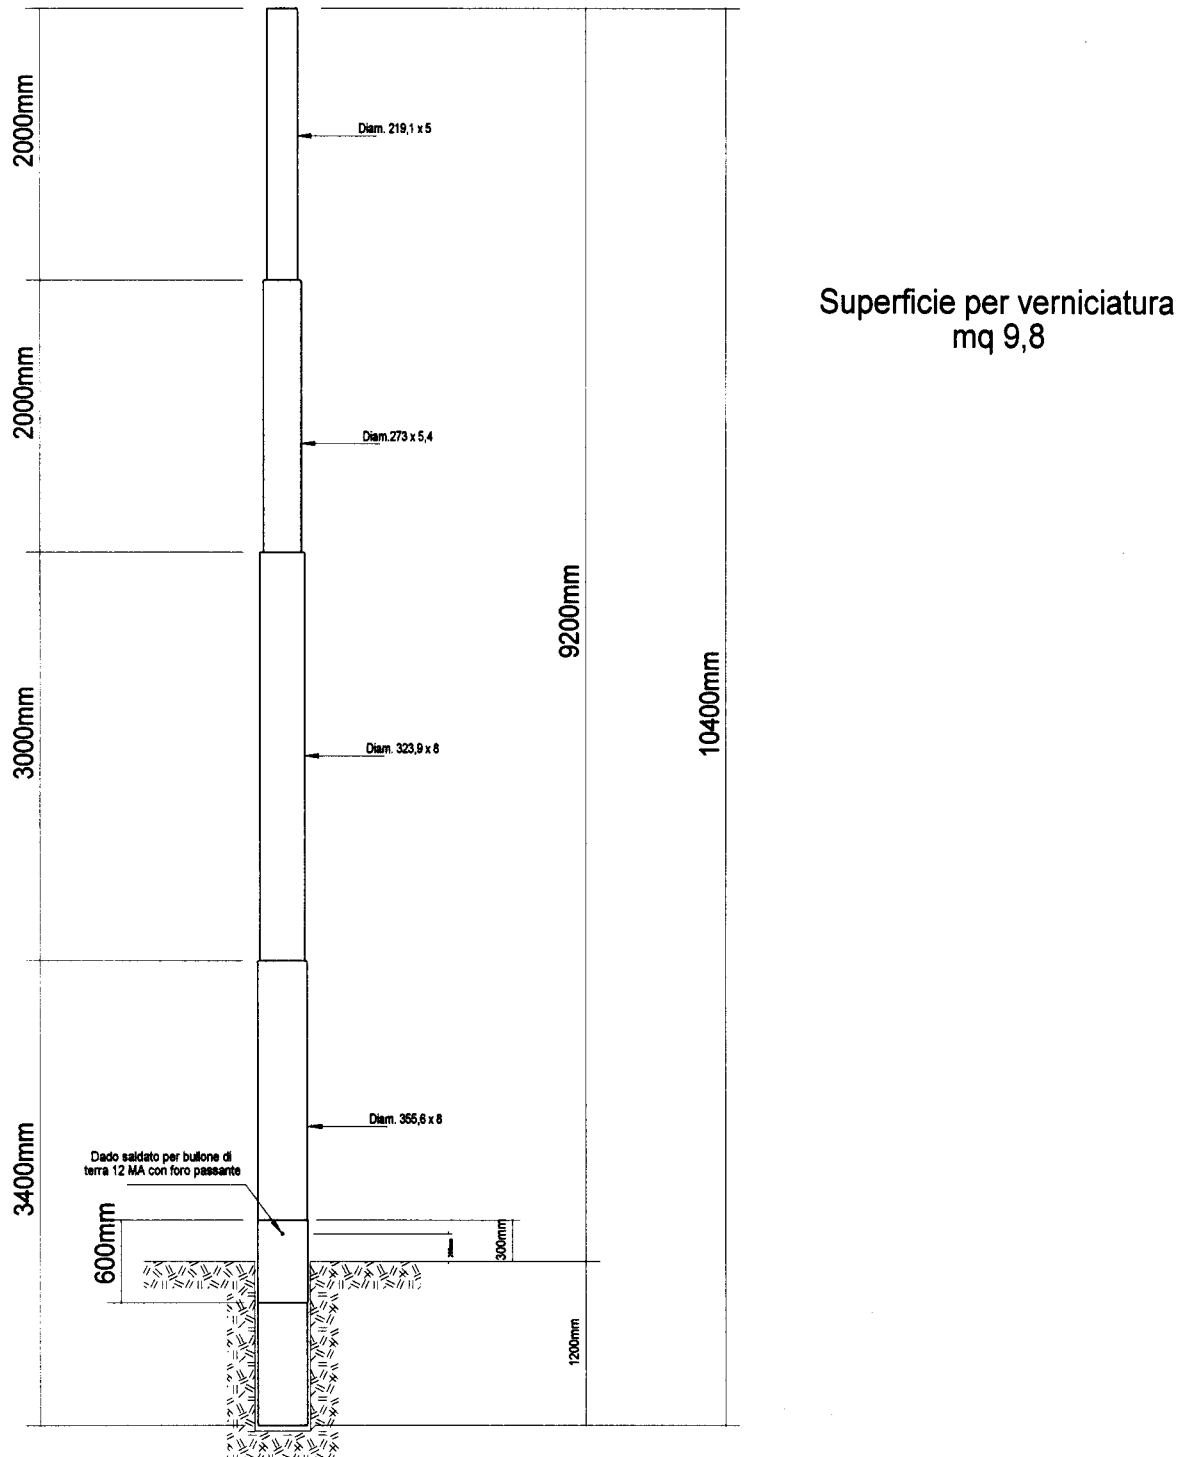 2000mm
Diam. 219,1 x 5
Superficie per verniciatura
mq 9,8
2000mm
Diam.273 x 5,4
9200mm
10400mm
3000mm
Diam. 323,9 x 8
Diam. 355,6 x 8
3400mm
Dado saldato per bullone di
terra 12 MA con foro passante
600mm
300mm
1200mm